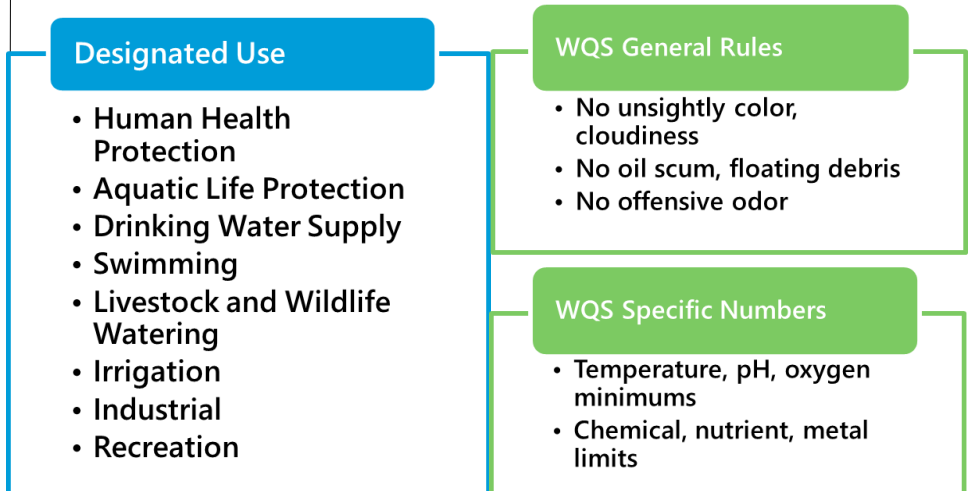 Designated Use
• Human Health
Protection
• Aquatic Life Protection
• Drinking Water Supply
• Swimming
• Livestock and Wildlife
Watering
• Irrigation
• Industrial
• Recreation
WQS General Rules
• No unsightly color,
cloudiness
• No oil scum, floating debris
• No offensive odor
WQS Specific Numbers
• Temperature, pH, oxygen
minimums
• Chemical, nutrient, metal
limits